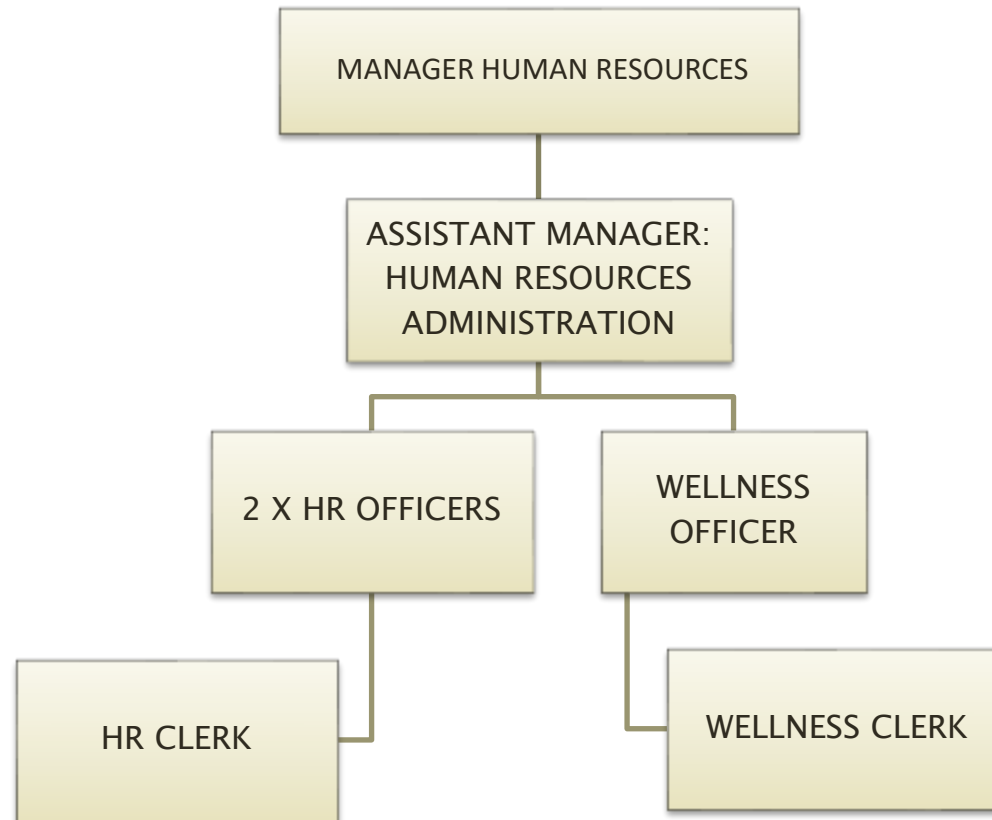 MANAGER HUMAN RESOURCES
ASSISTANT MANAGER:
HUMAN RESOURCES
ADMINISTRATION
2 X HR OFFICERS
WELLNESS
OFFICER
HR CLERK
WELLNESS CLERK